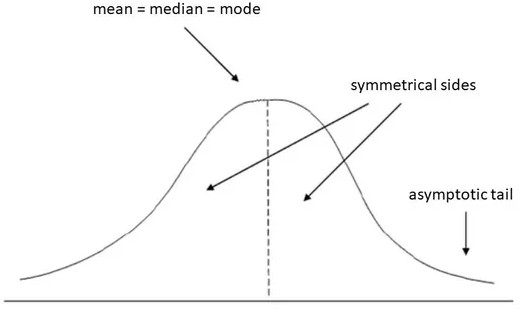 mean = median = mode
symmetrical sides
asymptotic tail